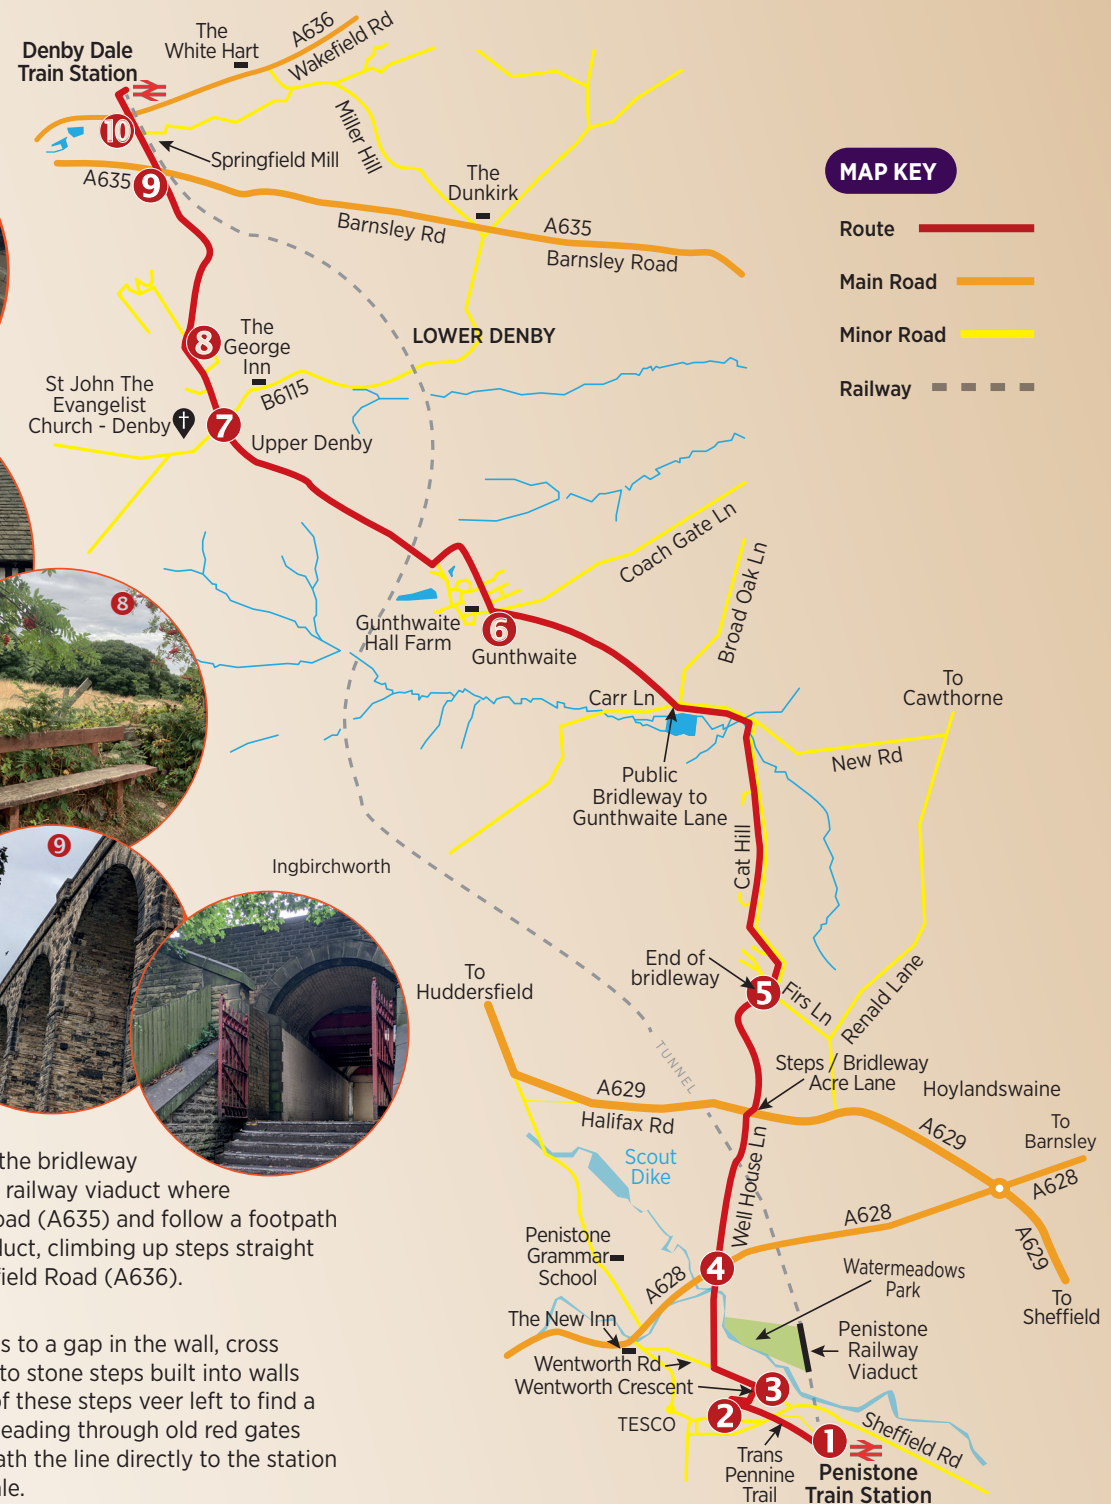 The
White Hart
A636
Wakefield Rd
Denby Dale
Train Station
10
Springfield Mill
Miller Hill
A635
9
The
Dunkirk
Barnsley Rd
A635
Barnsley Road
MAP KEY
Route
Main Road
Minor Road
Railway
8
The
George
Inn
LOWER DENBY
B6115
St John The
Evangelist
Church - Denby
7
Upper Denby
Coach Gate Ln
Broad Oak Ln
Gunthwaite
Hall Farm
6
Gunthwaite
8
Carr Ln
To
Cawthorne
New Rd
Public
Bridleway to
Gunthwaite Lane
Cat Hill
9
Ingbirchworth
End of
bridleway
5
Firs Ln
Renald Lane
To
Huddersfield
TUNNEL
Steps / Bridleway
Acre Lane
A629
Halifax Rd
Hoylandswaine
A629
To
Barnsley
A628
Scout
Dike
Well House Ln
A628
A629
To
Sheffield
Penistone
Grammar
School
4
A628
Watermeadows
Park
The New Inn
Penistone
Railway
Viaduct
Wentworth Rd
Wentworth Crescent
3
TESCO
2
1
Sheffield Rd
Trans
Pennine
Trail
Penistone
Train Station
the bridleway
railway viaduct where
oad (A635) and follow a footpath
duct, climbing up steps straight
field Road (A636).
s to a gap in the wall, cross
to stone steps built into walls
of these steps veer left to find a
eading through old red gates
ath the line directly to the station
le.